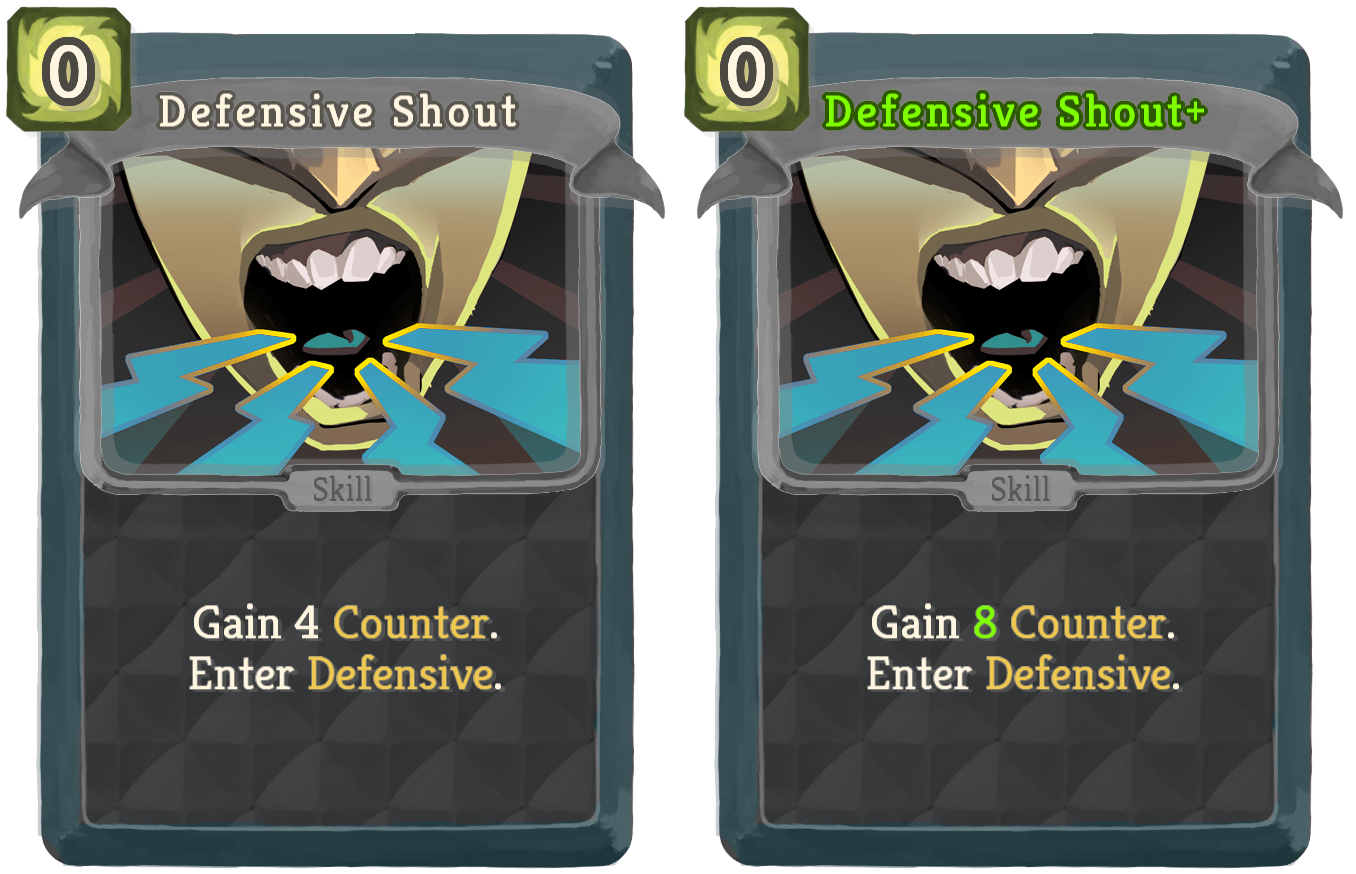 0
Defensive Shout
Skill
Gain 4 Counter.
Enter Defensive.
0
Defensive Shout+
Skill
Gain 8 Counter.
Enter Defensive.